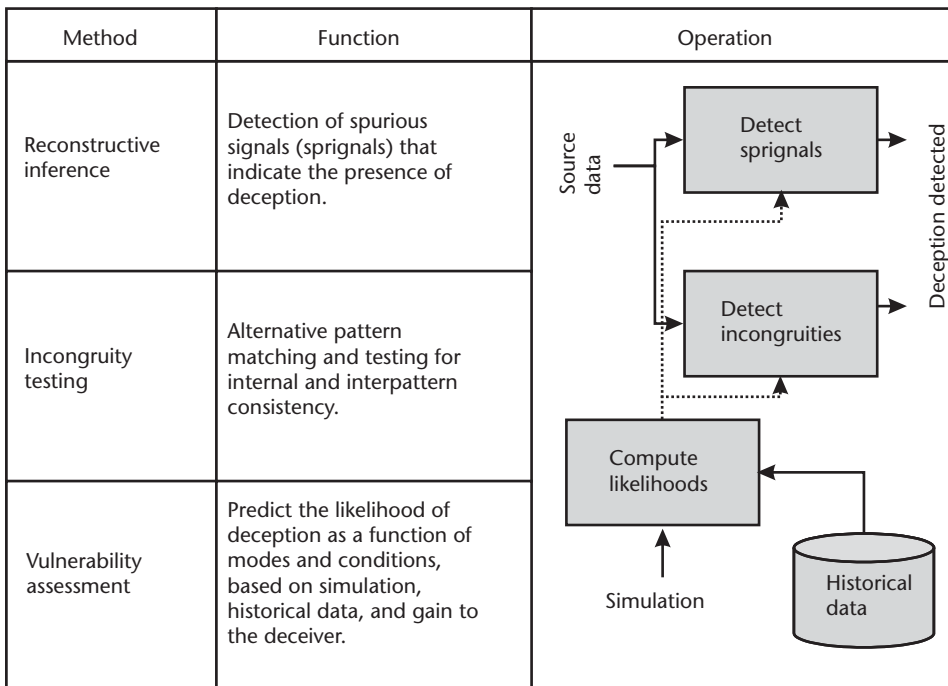 Method
Function
Operation
Reconstructive
inference
Detection of spurious
signals (sprignals) that
indicate the presence of
deception.
Source
data
Detect
sprignals
Deception detected
Incongruity
testing
Alternative pattern
matching and testing for
internal and interpattern
consistency.
Detect
incongruities
Vulnerability
assessment
Predict the likelihood of
deception as a function of
modes and conditions,
based on simulation,
historical data, and gain to
the deceiver.
Compute
likelihoods
Simulation
Historical
data